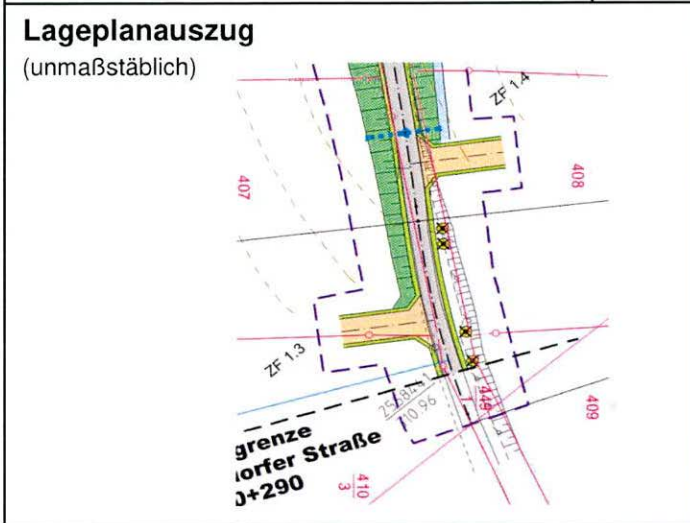 Lageplanauszug
(unmaßstäblich)
ZF 1.4
407
408
ZF 1.3
10.96
449
409
grenze
orfer Straße
0+290
410
3